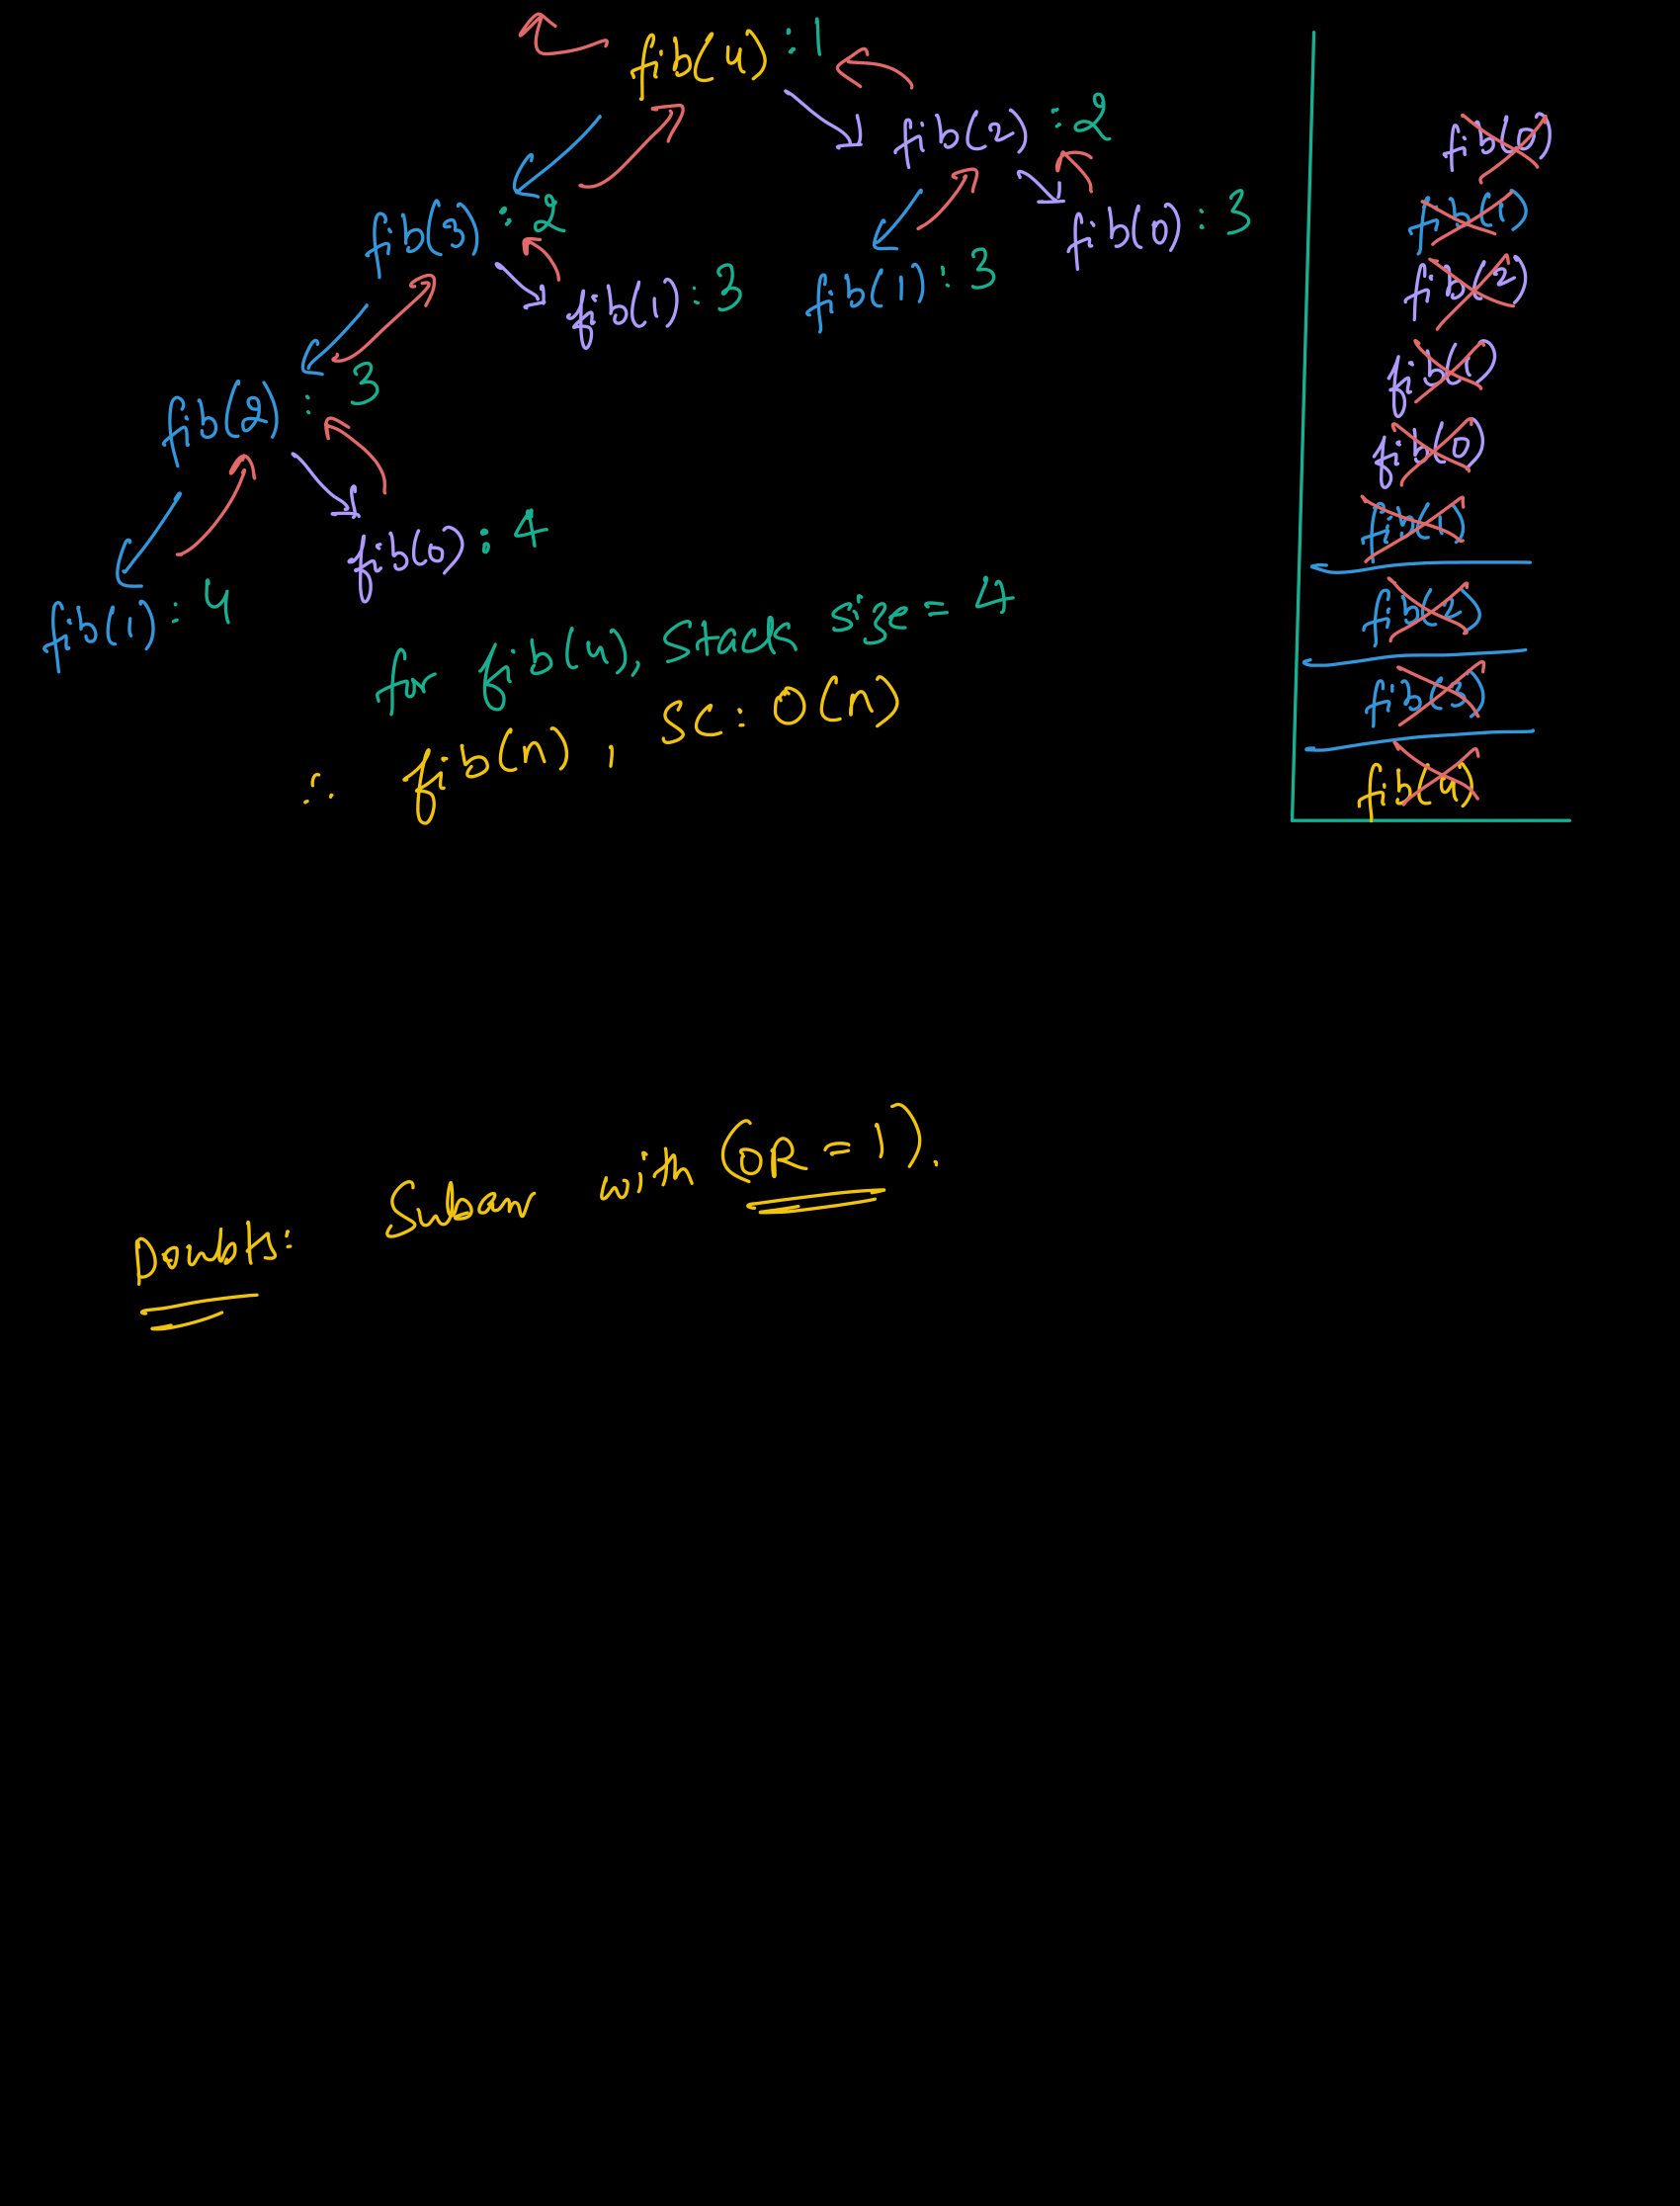 fib(4) : 1
fib(2) : 2
fib(3) : 2
fib(0) : 3
fib(1) : 3
fib(1) : 3
fib(2) : 3
fib(0) : 4
fib(1) : 4
for fib(4), Stack size = 4
∴ fib(n), SC: O(n)
fib(0)
fib(1)
fib(2)
fib(1)
fib(0)
fib(1)
fib(2)
fib(3)
fib(4)
Doubts: Subarr with (OR = 1).